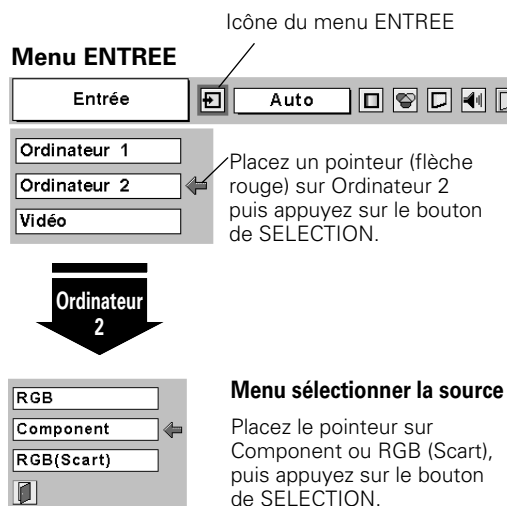 Icône du menu ENTREE
Menu ENTREE
Entrée
Auto
Ordinateur 1
Ordinateur 2
Vidéo
Placez un pointeur (flèche
rouge) sur Ordinateur 2
puis appuyez sur le bouton
de SELECTION.
Ordinateur
2
RGB
Component
RGB(Scart)
Menu sélectionner la source
Placez le pointeur sur
Component ou RGB (Scart),
puis appuyez sur le bouton
de SELECTION.